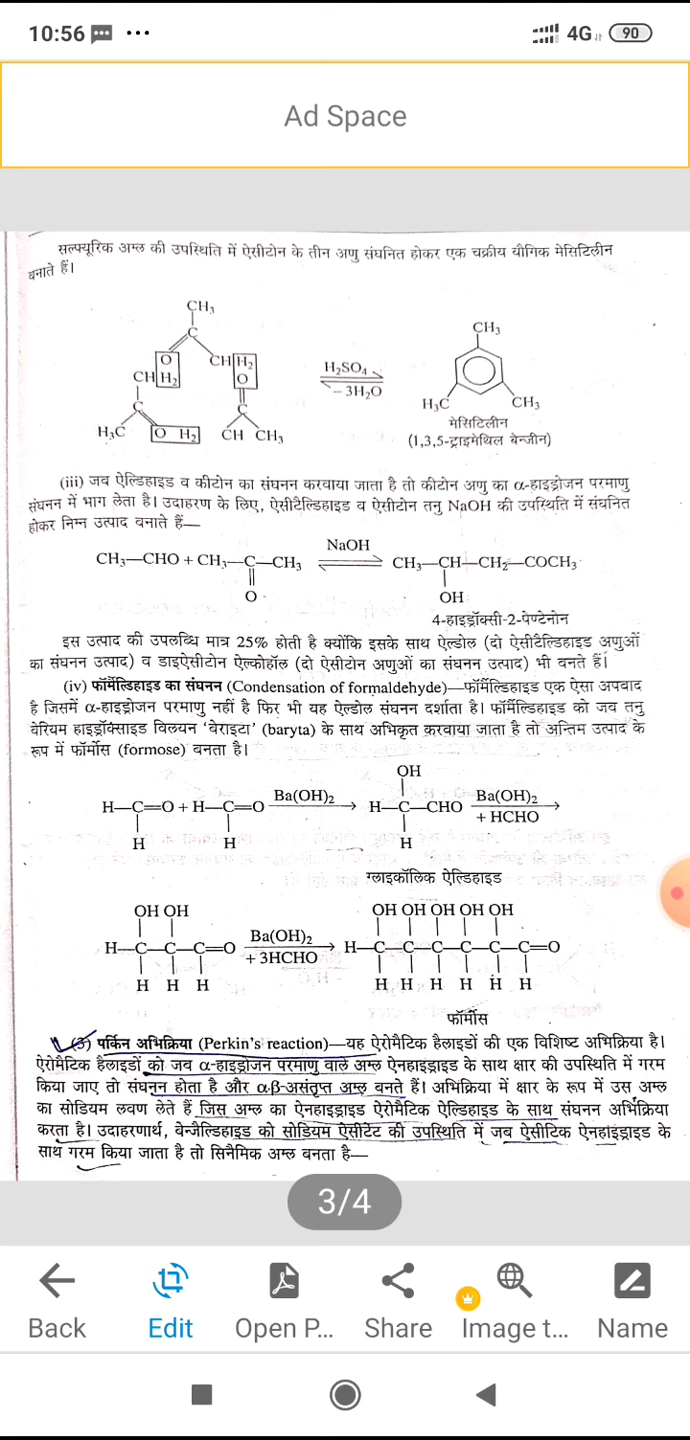 10:56
4G 90
Ad Space
सल्फ्यूरिक अम्ल की उपस्थिति में ऐसीटोन के तीन अणु संघनित होकर एक चक्रीय यौगिक मेसिटिलीन
बनाते हैं।
CH₃
C
O CH H₂
CH H₂ O
C C
H₃C O H₂ CH CH₃
H₂SO₄
−3H₂O
CH₃
H₃C CH₃
मेसिटिलीन
(1,3,5-ट्राइमेथिल बेन्जीन)
(iii) जब ऐल्डिहाइड व कीटोन का संघनन करवाया जाता है तो कीटोन अणु का α-हाइड्रोजन परमाणु
संघनन में भाग लेता है। उदाहरण के लिए, ऐसीटैल्डिहाइड व ऐसीटोन तनु NaOH की उपस्थिति में संघनित
होकर निम्न उत्पाद बनाते हैं—
NaOH
CH₃—CHO + CH₃—C—CH₃ ⇌ CH₃—CH—CH₂—COCH₃
O OH
4-हाइड्रॉक्सी-2-पेण्टेनोन
इस उत्पाद की उपलब्धि मात्र 25% होती है क्योंकि इसके साथ ऐल्डोल (दो ऐसीटैल्डिहाइड अणुओं
का संघनन उत्पाद) व डाइऐसीटोन ऐल्कोहॉल (दो ऐसीटोन अणुओं का संघनन उत्पाद) भी बनते हैं।
(iv) फॉर्मेल्डिहाइड का संघनन (Condensation of formaldehyde)—फॉर्मेल्डिहाइड एक ऐसा अपवाद
है जिसमें α-हाइड्रोजन परमाणु नहीं है फिर भी यह ऐल्डोल संघनन दर्शाता है। फॉर्मेल्डिहाइड को जब तनु
बेरियम हाइड्रॉक्साइड विलयन ‘बेराइटा’ (baryta) के साथ अभिकृत करवाया जाता है तो अन्तिम उत्पाद के
रूप में फॉर्मोस (formose) बनता है।
OH
H—C=O + H—C=O Ba(OH)₂ → H—C—CHO Ba(OH)₂ →
+ HCHO
H H H
ग्लाइकॉलिक ऐल्डिहाइड
OH OH OH OH OH OH OH
H—C—C—C=O Ba(OH)₂ → H—C—C—C—C—C—C=O
+ 3HCHO
H H H H H H H H H
फॉर्मोस
(3) पर्किन अभिक्रिया (Perkin's reaction)—यह ऐरोमैटिक हैलाइडों की एक विशिष्ट अभिक्रिया है।
ऐरोमैटिक हैलाइडों को जब α-हाइड्रोजन परमाणु वाले अम्ल ऐनहाइड्राइड के साथ क्षार की उपस्थिति में गरम
किया जाए तो संघनन होता है और αβ-असंतृप्त अम्ल बनते हैं। अभिक्रिया में क्षार के रूप में उस अम्ल
का सोडियम लवण लेते हैं जिस अम्ल का ऐनहाइड्राइड ऐरोमैटिक ऐल्डिहाइड के साथ संघनन अभिक्रिया
करता है। उदाहरणार्थ, बेन्जैल्डिहाइड को सोडियम ऐसीटेट की उपस्थिति में जब ऐसीटिक ऐनहाइड्राइड के
साथ गरम किया जाता है तो सिनैमिक अम्ल बनता है—
3/4
Back Edit Open P... Share Image t... Name